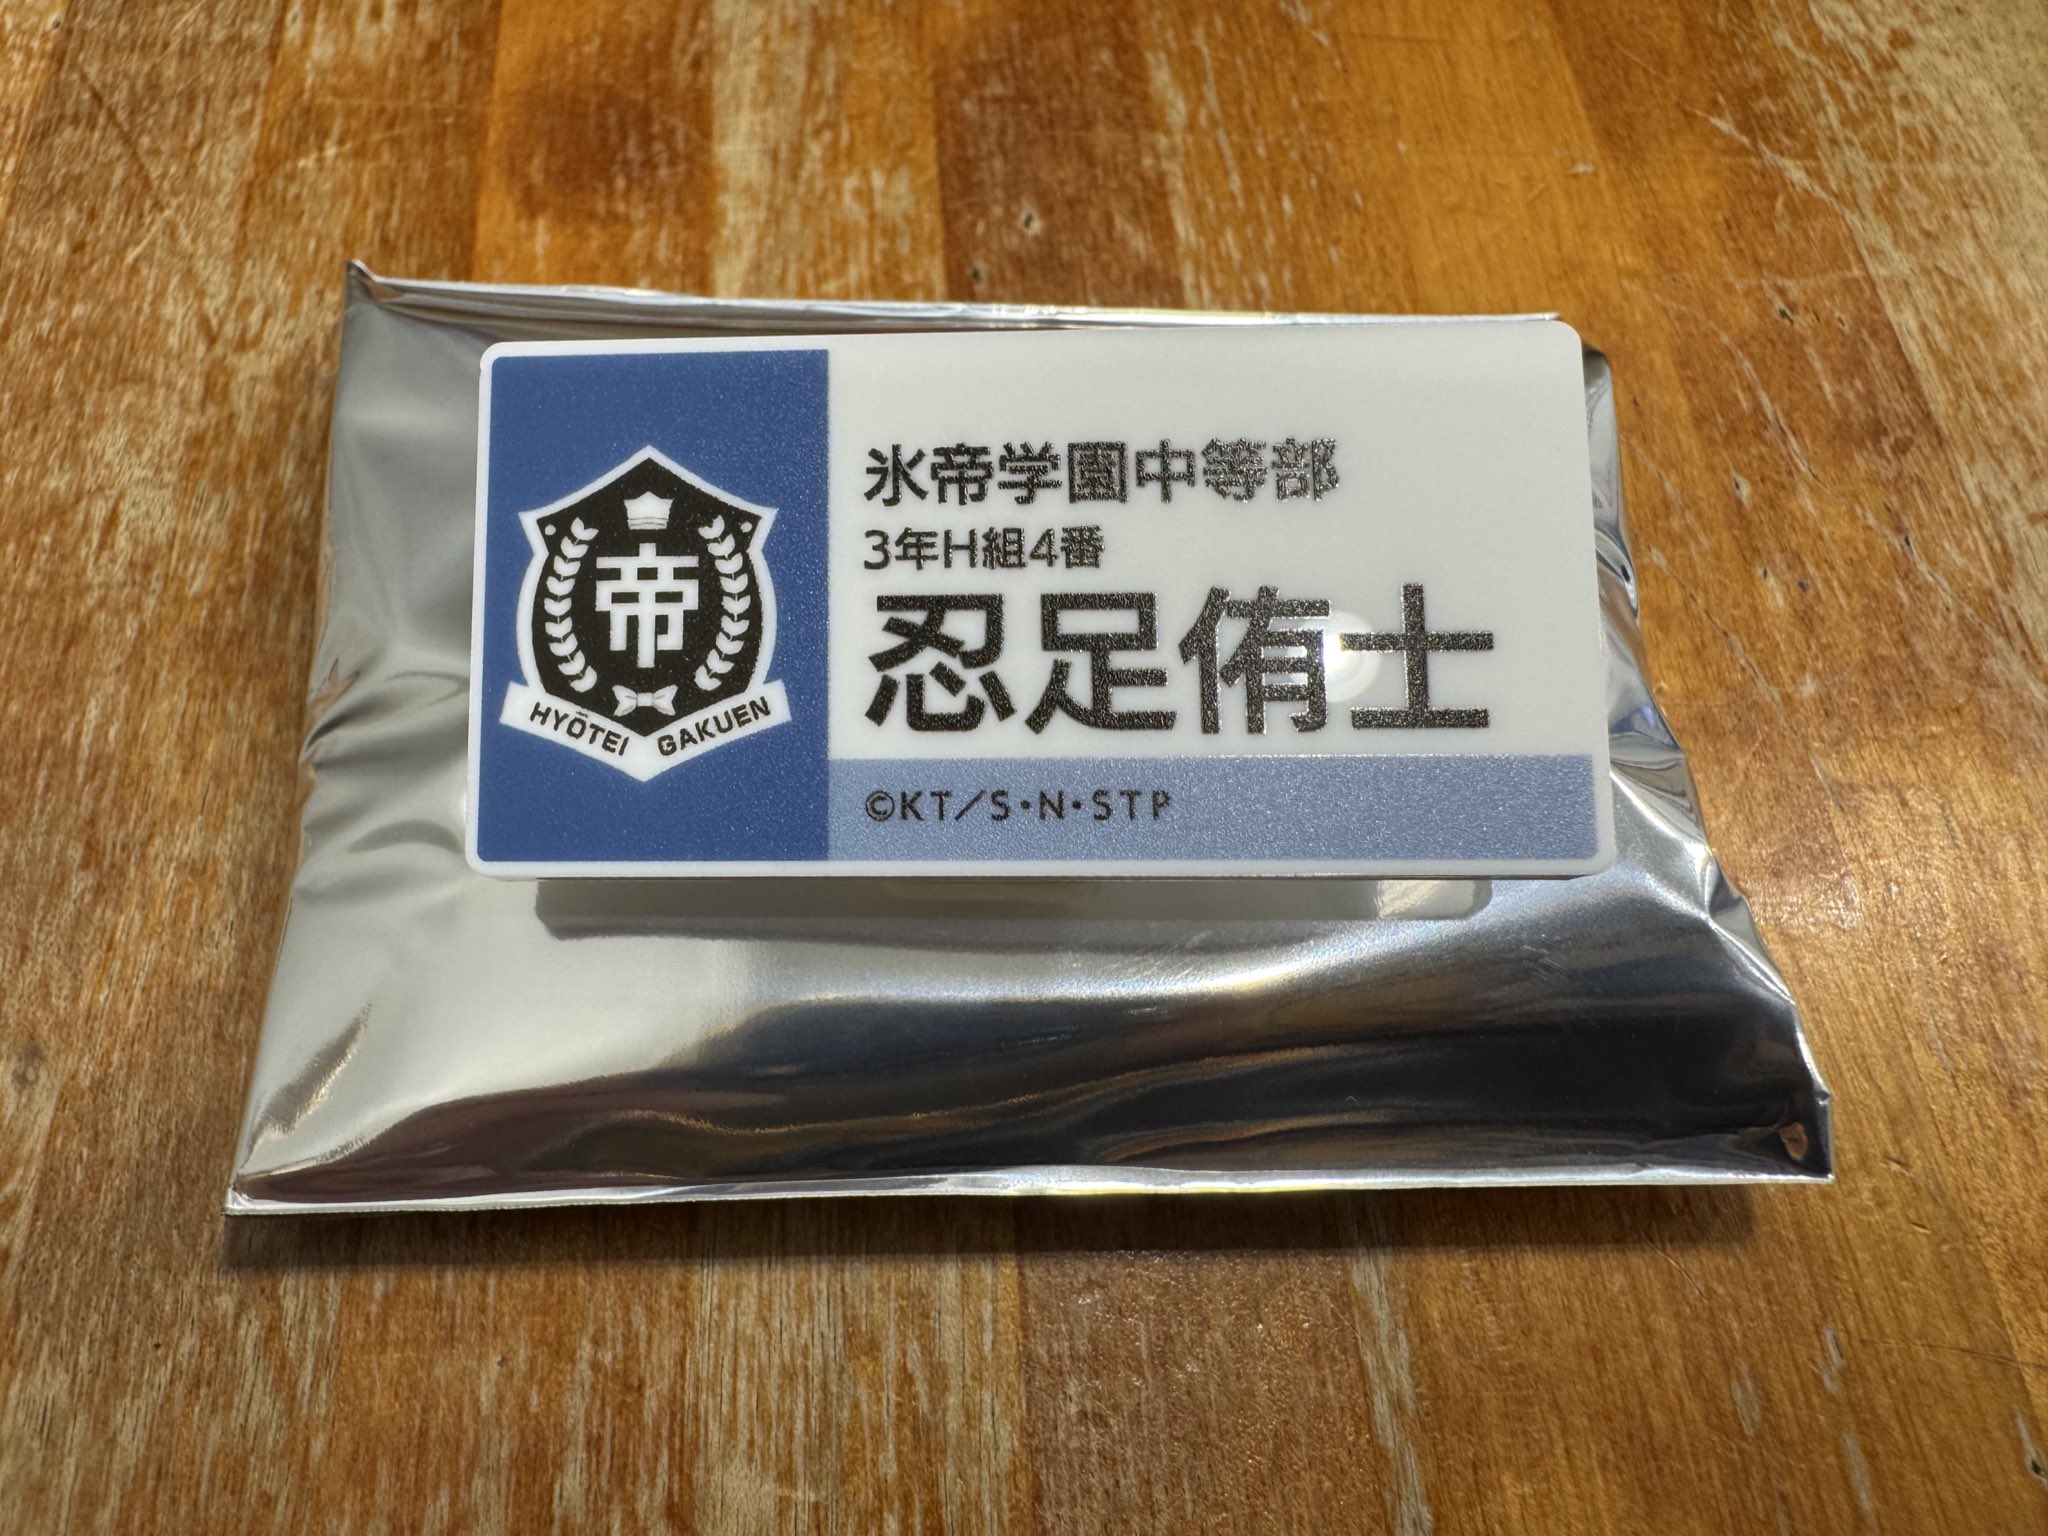 帝
HYŌTEI GAKUEN
氷帝学園中等部
3年H組4番
忍足侑士
©KT/S・N・STP